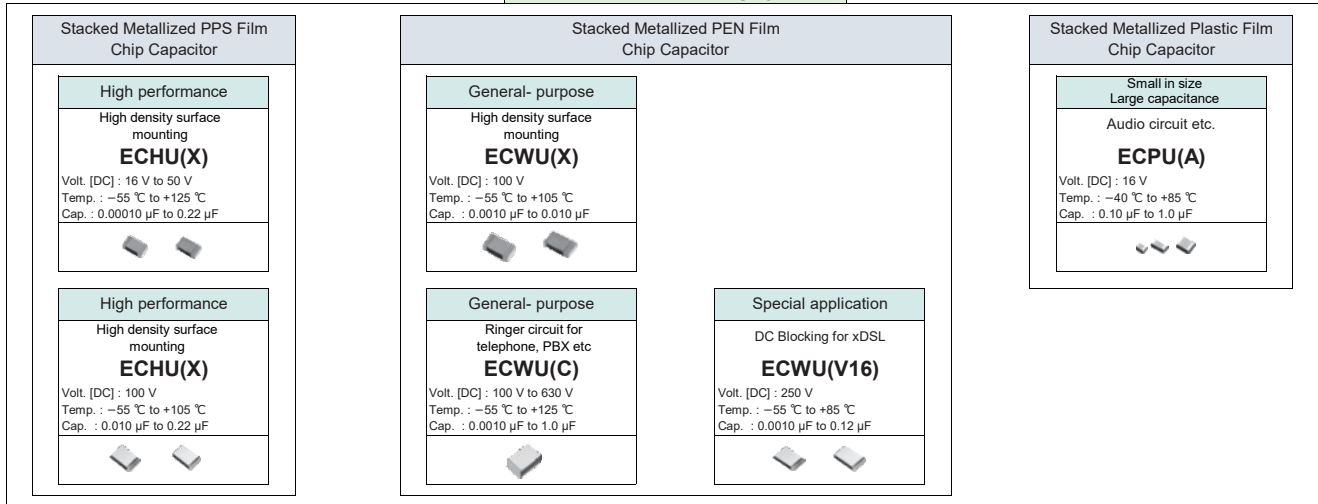 Stacked Metallized PPS Film
Chip Capacitor
High performance
High density surface
mounting
ECHU(X)
Volt. [DC] : 16 V to 50 V
Temp. : −55 ℃ to +125 ℃
Cap. : 0.00010 µF to 0.22 µF
High performance
High density surface
mounting
ECHU(X)
Volt. [DC] : 100 V
Temp. : −55 ℃ to +105 ℃
Cap. : 0.010 µF to 0.22 µF
Stacked Metallized PEN Film
Chip Capacitor
General- purpose
High density surface
mounting
ECWU(X)
Volt. [DC] : 100 V
Temp. : −55 ℃ to +105 ℃
Cap. : 0.0010 µF to 0.010 µF
General- purpose
Ringer circuit for
telephone, PBX etc
ECWU(C)
Volt. [DC] : 100 V to 630 V
Temp. : −55 ℃ to +125 ℃
Cap. : 0.0010 µF to 1.0 µF
Special application
DC Blocking for xDSL
ECWU(V16)
Volt. [DC] : 250 V
Temp. : −55 ℃ to +85 ℃
Cap. : 0.0010 µF to 0.12 µF
Stacked Metallized Plastic Film
Chip Capacitor
Small in size
Large capacitance
Audio circuit etc.
ECPU(A)
Volt. [DC] : 16 V
Temp. : −40 ℃ to +85 ℃
Cap. : 0.10 µF to 1.0 µF